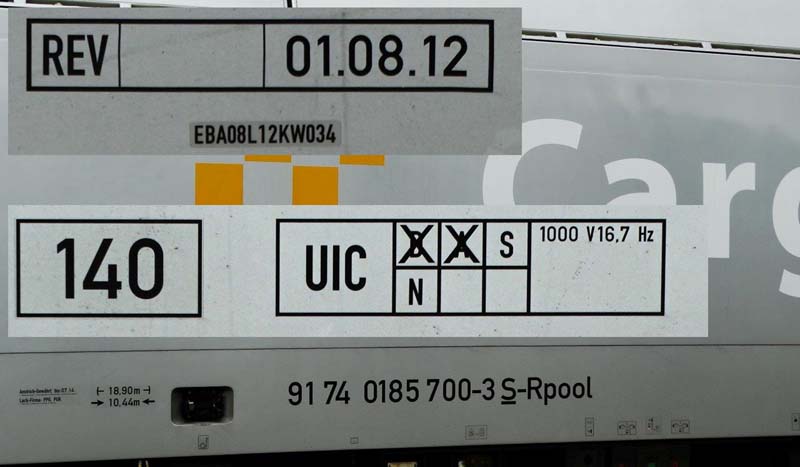 REV 01.08.12
EBA08L12KW034
Carg
140
UIC D A S 1000 V16,7 Hz
N
18,90m
10,44m
91 74 0185 700-3 S-Rpool